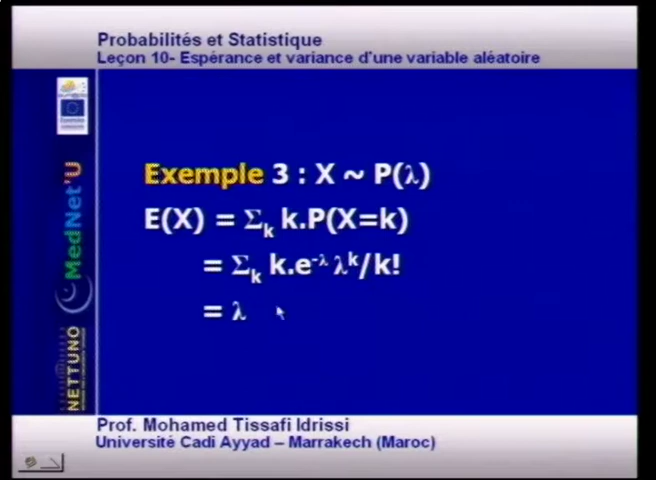 Probabilités et Statistique
Leçon 10- Espérance et variance d'une variable aléatoire
MedNet'U
NETTUNO
Exemple 3 : X ~ P(λ)
E(X) = Σₖ k.P(X=k)
= Σₖ k.e⁻λ λᵏ/k!
= λ
Prof. Mohamed Tissafi Idrissi
Université Cadi Ayyad – Marrakech (Maroc)